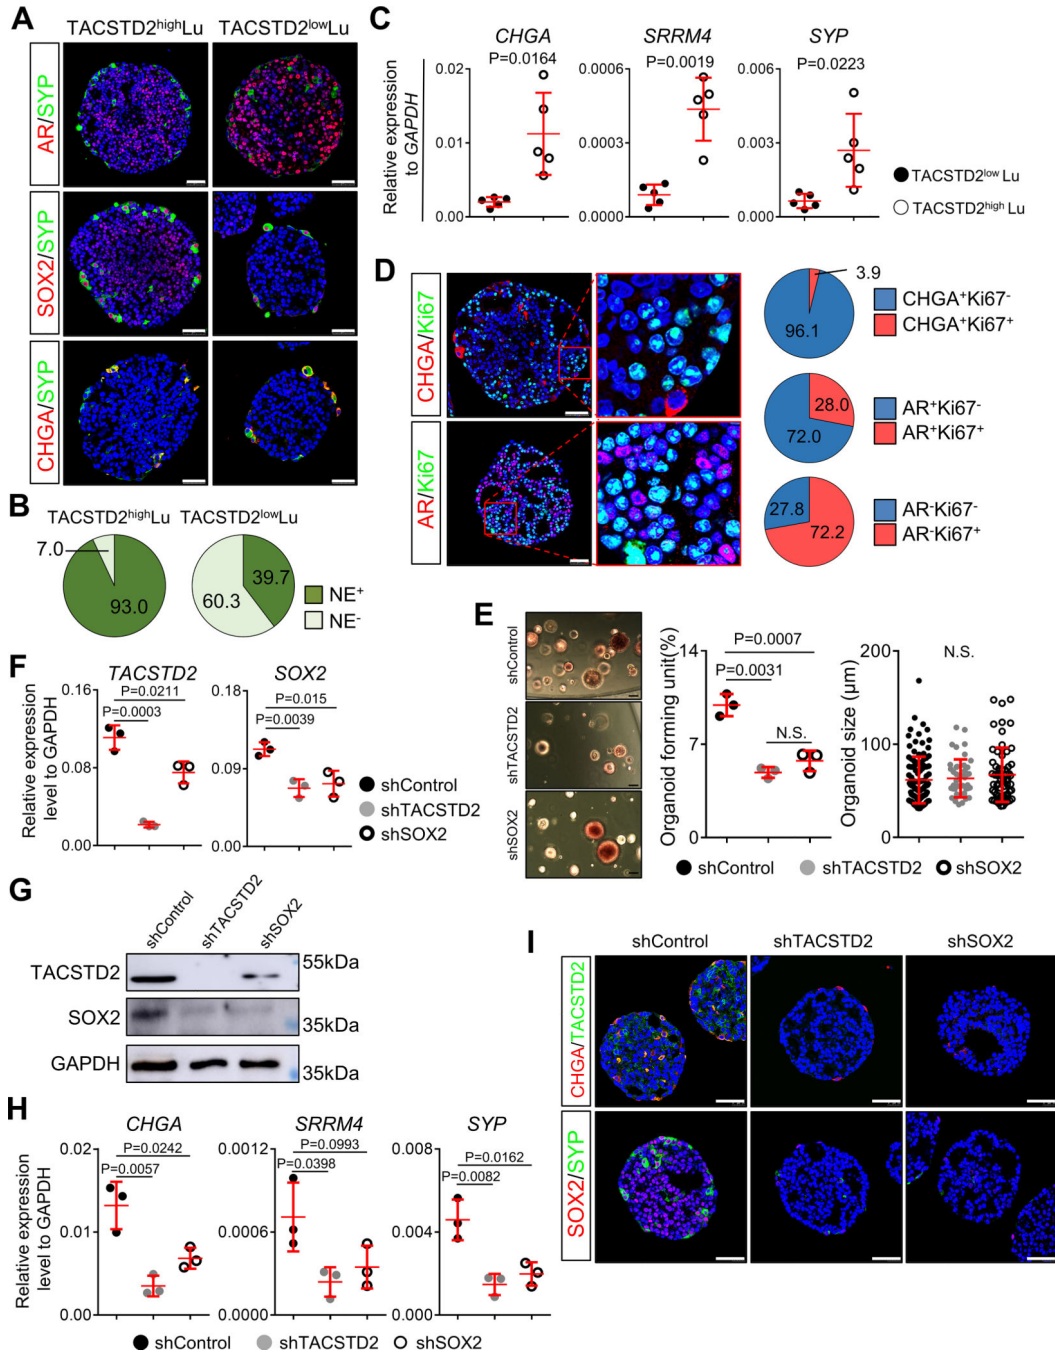 A
TACSTD2highLu TACSTD2lowLu
AR/SYP
SOX2/SYP
CHGA/SYP
B
TACSTD2highLu TACSTD2lowLu
7.0
93.0
60.3
39.7
NE+
NE-
C
CHGA SRRM4 SYP
P=0.0164 P=0.0019 P=0.0223
Relative expression
to GAPDH
0.02
0.01
0.00
0.0006
0.0003
0.0000
0.006
0.003
0.000
TACSTD2low Lu
TACSTD2high Lu
D
CHGA/Ki67
AR/Ki67
3.9
96.1
CHGA+Ki67-
CHGA+Ki67+
28.0
72.0
AR+Ki67-
AR+Ki67+
27.8
72.2
AR-Ki67-
AR-Ki67+
E
shControl
shTACSTD2
shSOX2
Organoid forming unit(%)
14
7
0
P=0.0007
P=0.0031
N.S.
Organoid size (μm)
200
100
0
N.S.
shControl shTACSTD2 shSOX2
F
TACSTD2 SOX2
Relative expression
level to GAPDH
0.16
0.08
0.00
P=0.0211
P=0.0003
0.18
0.09
0.00
P=0.015
P=0.0039
shControl
shTACSTD2
shSOX2
G
shControl shTACSTD2 shSOX2
TACSTD2 55kDa
SOX2 35kDa
GAPDH 35kDa
H
CHGA SRRM4 SYP
Relative expression
level to GAPDH
0.02
0.01
0.00
P=0.0242
P=0.0057
0.0012
0.0006
0.0000
P=0.0993
P=0.0398
0.008
0.004
0.000
P=0.0162
P=0.0082
shControl shTACSTD2 shSOX2
I
shControl shTACSTD2 shSOX2
CHGA/TACSTD2
SOX2/SYP